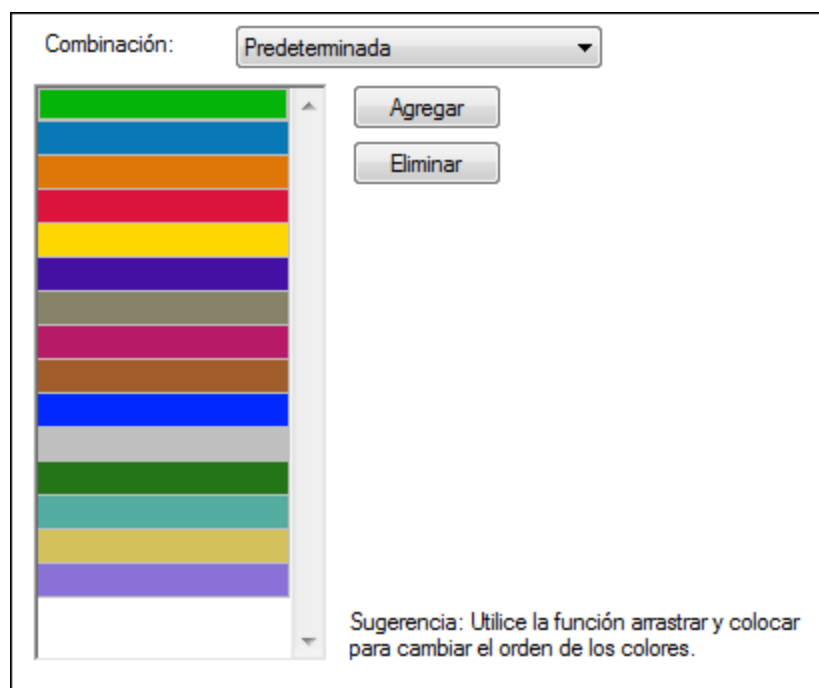 Combinación: Predeterminada
Agregar
Eliminar
Sugerencia: Utilice la función arrastrar y colocar
para cambiar el orden de los colores.